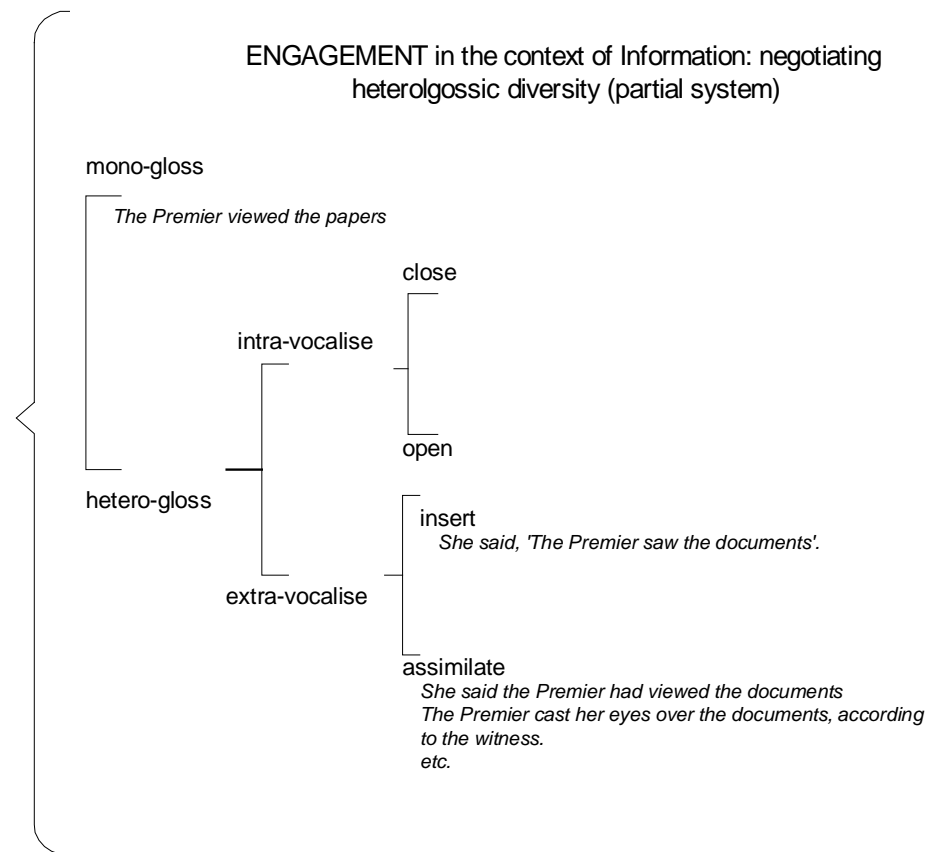 ENGAGEMENT in the context of Information: negotiating
heterolgossic diversity (partial system)
mono-gloss
The Premier viewed the papers
close
intra-vocalise
open
hetero-gloss
insert
She said, 'The Premier saw the documents'.
extra-vocalise
assimilate
She said the Premier had viewed the documents
The Premier cast her eyes over the documents, according
to the witness.
etc.